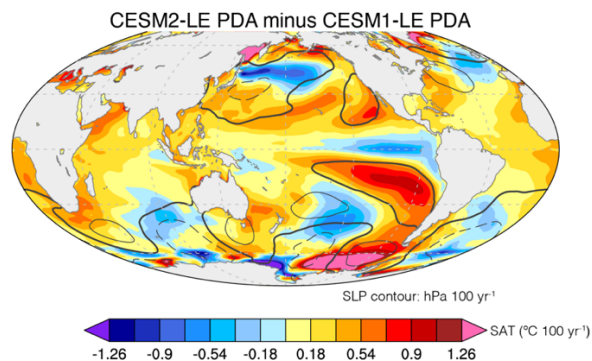 CESM2-LE PDA minus CESM1-LE PDA
SLP contour: hPa 100 yr⁻¹
SAT (°C 100 yr⁻¹)
-1.26 -0.9 -0.54 -0.18 0.18 0.54 0.9 1.26